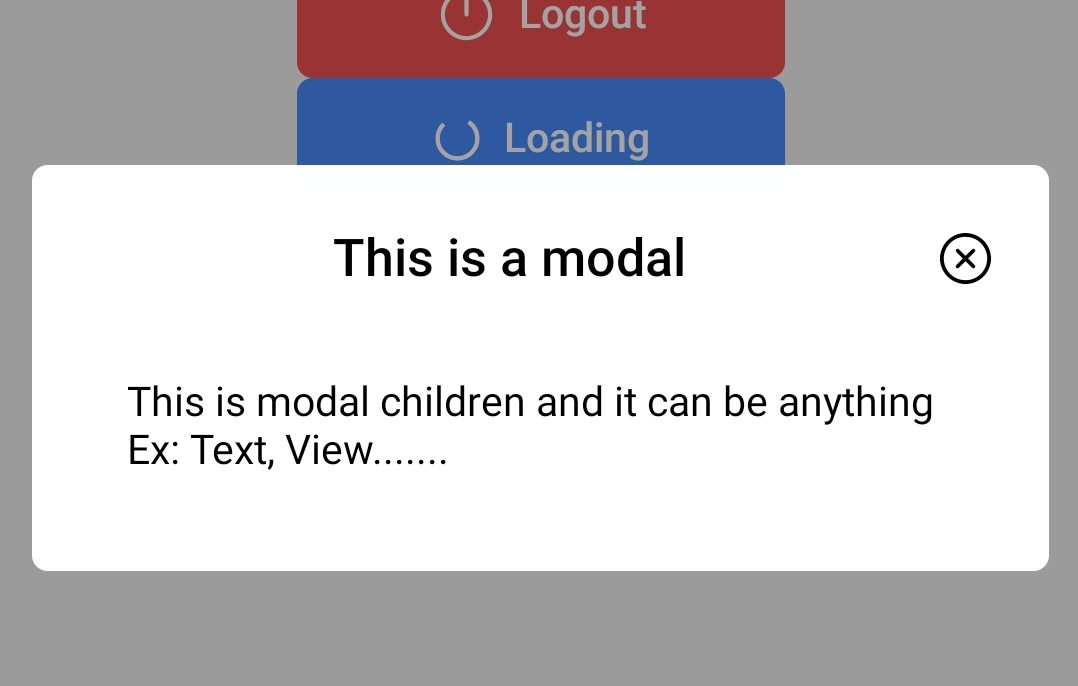 Logout
Loading
This is a modal
This is modal children and it can be anything
Ex: Text, View.......